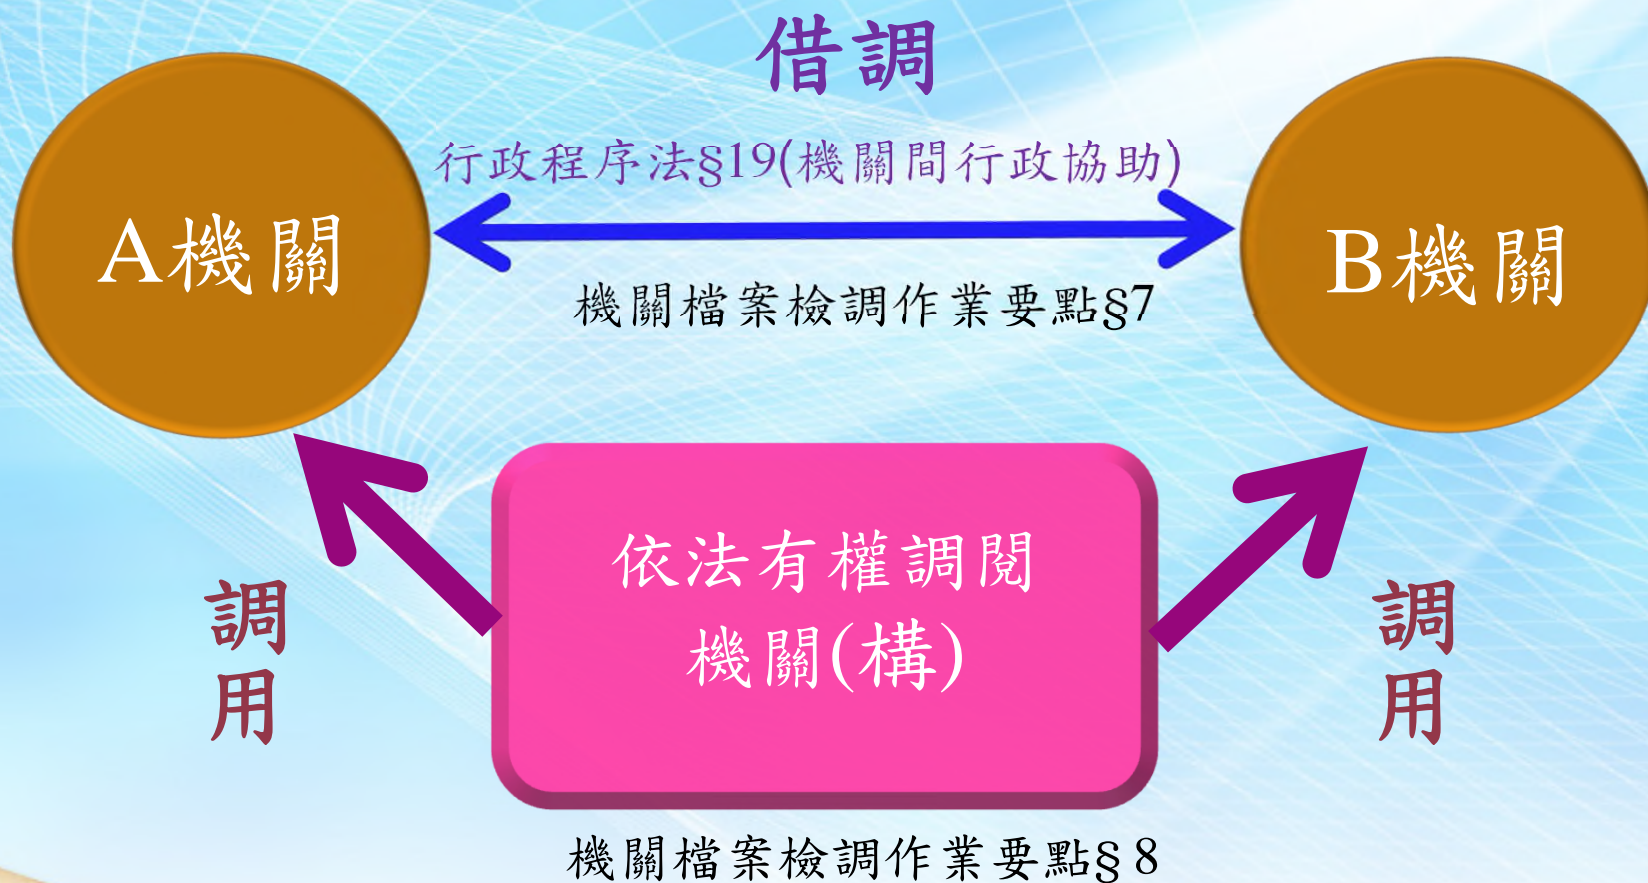 借調
行政程序法§19(機關間行政協助)
A機關
B機關
機關檔案檢調作業要點§7
依法有權調閱
機關(構)
調用
調用
機關檔案檢調作業要點§8